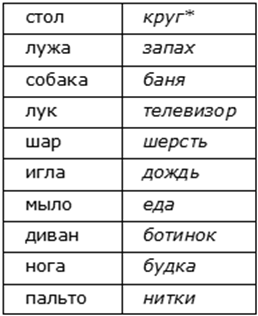 стол круг*
лужа запах
собака баня
лук телевизор
шар шерсть
игла дождь
мыло еда
диван ботинок
нога будка
пальто нитки